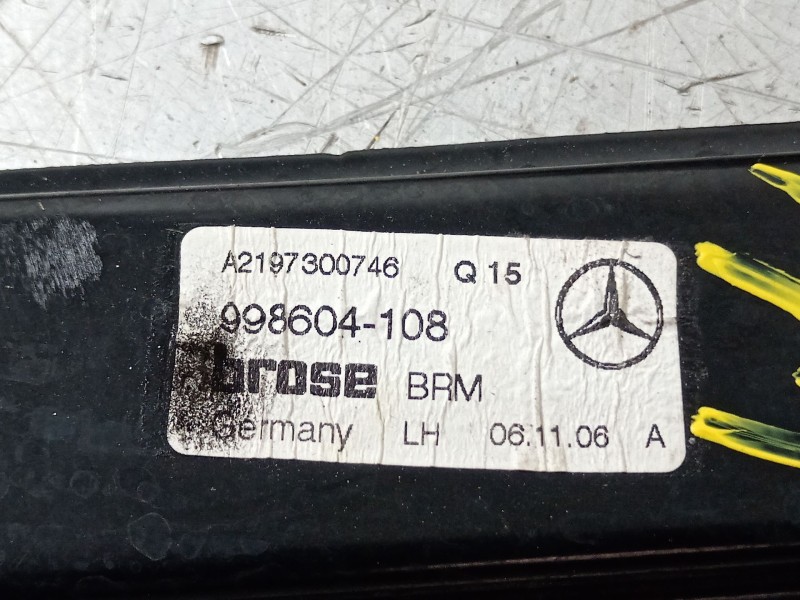 A2197300746 Q 15
998604-108
brose BRM
Germany LH 06.11.06 A